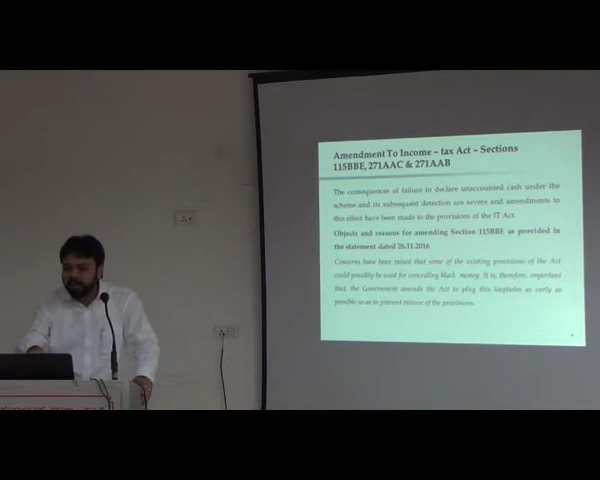 Amendment To Income – tax Act – Sections
115BBE, 271AAC & 271AAB
The consequences of failure to declare unaccounted cash under the
scheme and its subsequent detection are severe and amendments to
this effect have been made to the provisions of the IT Act.
Objects and reasons for amending Section 115BBE as provided in
the statement dated 26.11.2016
Concerns have been raised that some of the existing provisions of the Act
could possibly be used for concealing black money. It is, therefore, important
that the Government amends the Act to plug this loopholes as early as
possible so as to prevent misuse of the provisions.